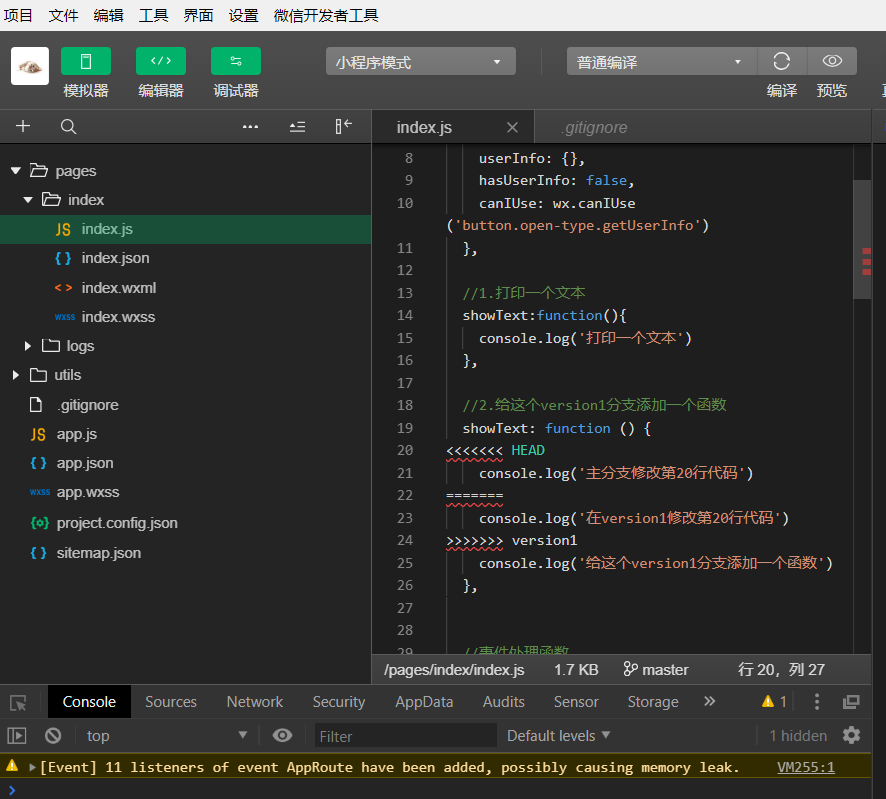 项目 文件 编辑 工具 界面 设置 微信开发者工具
小程序模式 普通编译
模拟器 编辑器 调试器 编译 预览
index.js .gitignore
pages
index
JS index.js
{ } index.json
< > index.wxml
wxss index.wxss
logs
utils
.gitignore
JS app.js
{ } app.json
wxss app.wxss
project.config.json
{ } sitemap.json
8 userInfo: {},
9 hasUserInfo: false,
10 canIUse: wx.canIUse
('button.open-type.getUserInfo')
11 },
12
13 //1.打印一个文本
14 showText:function(){
15 console.log('打印一个文本')
16 },
17
18 //2.给这个version1分支添加一个函数
19 showText: function () {
20 <<<<<<< HEAD
21 console.log('主分支修改第20行代码')
22 =======
23 console.log('在version1修改第20行代码')
24 >>>>>>> version1
25 console.log('给这个version1分支添加一个函数')
26 },
27
28
29 //事件处理函数
/pages/index/index.js 1.7 KB master 行 20，列 27
Console Sources Network Security AppData Audits Sensor Storage » 1
top Filter Default levels 1 hidden
[Event] 11 listeners of event AppRoute have been added, possibly causing memory leak. VM255:1